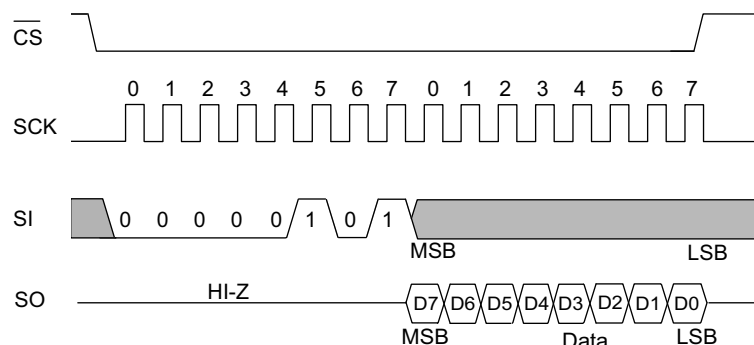 CS
0 1 2 3 4 5 6 7 0 1 2 3 4 5 6 7
SCK
SI
0 0 0 0 0 1 0 1
MSB LSB
HI-Z
SO
D7 D6 D5 D4 D3 D2 D1 D0
MSB Data LSB